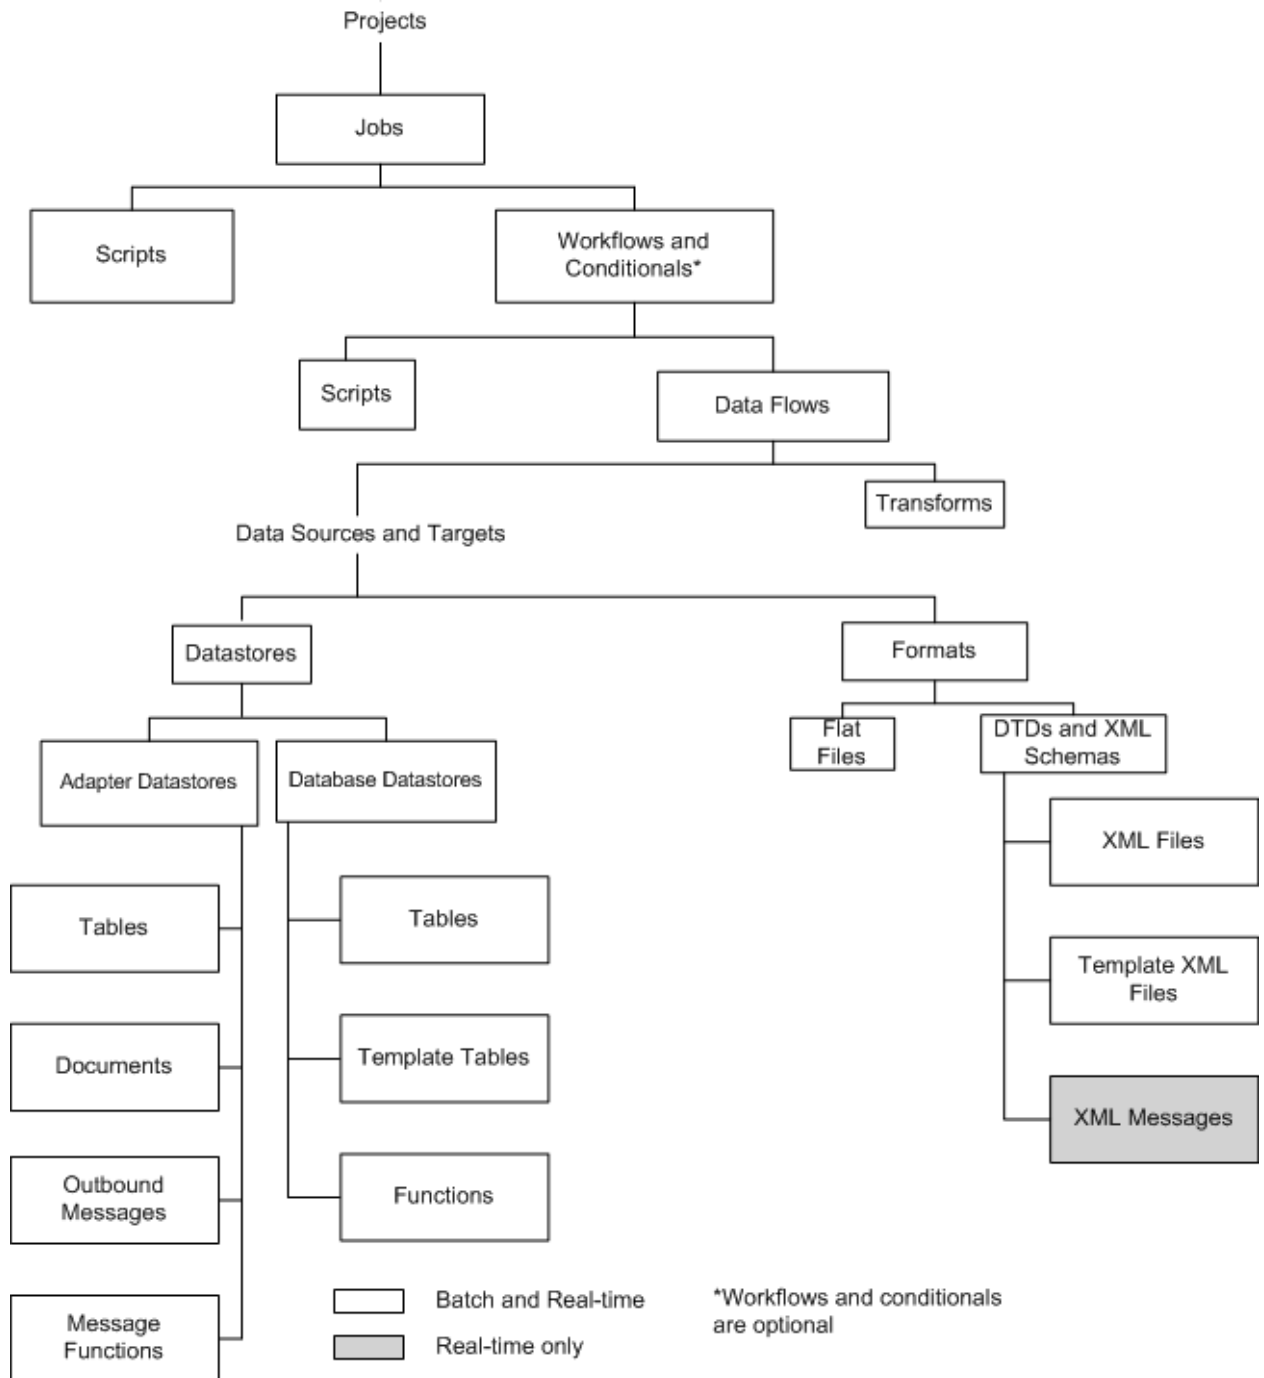 Projects
Jobs
Scripts
Workflows and
Conditionals*
Scripts
Data Flows
Transforms
Data Sources and Targets
Datastores
Formats
Flat
Files
DTDs and XML
Schemas
Adapter Datastores
Database Datastores
XML Files
Tables
Tables
Template XML
Files
Documents
Template Tables
XML Messages
Outbound
Messages
Functions
Message
Functions
Batch and Real-time
Real-time only
*Workflows and conditionals
are optional